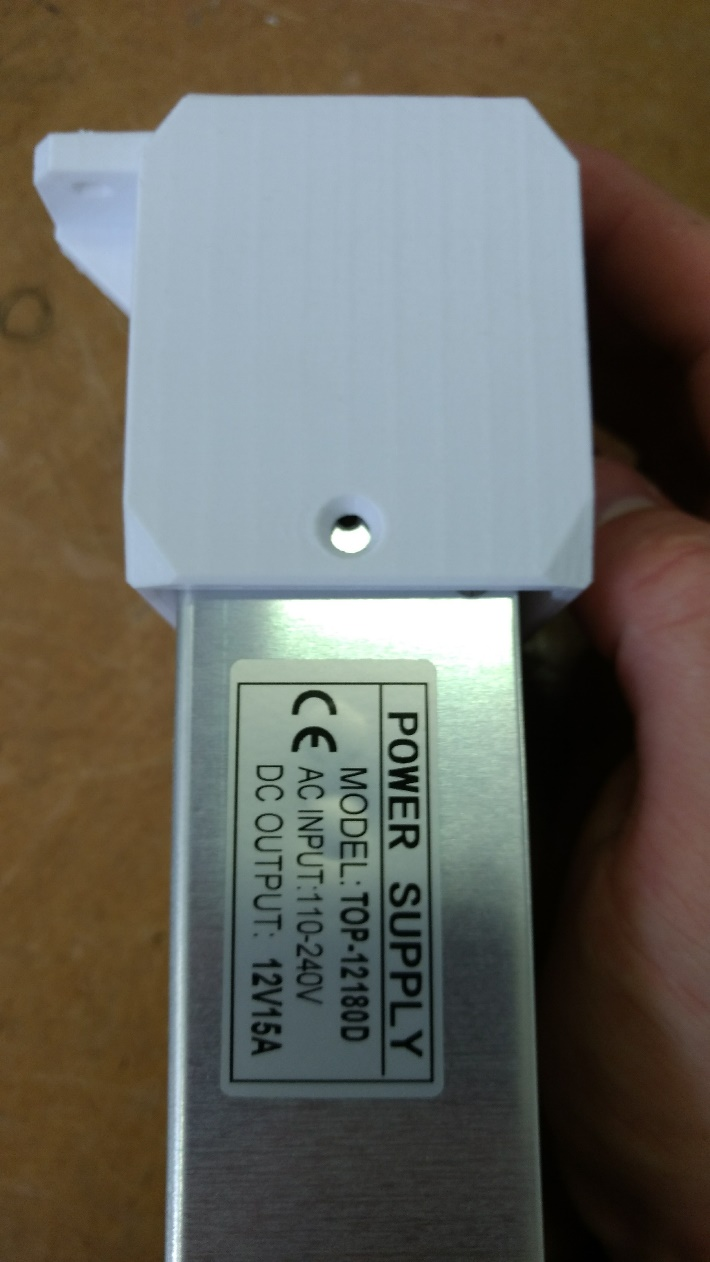 POWER SUPPLY
MODEL: TOP-12180D
CE AC INPUT:110-240V
DC OUTPUT: 12V15A